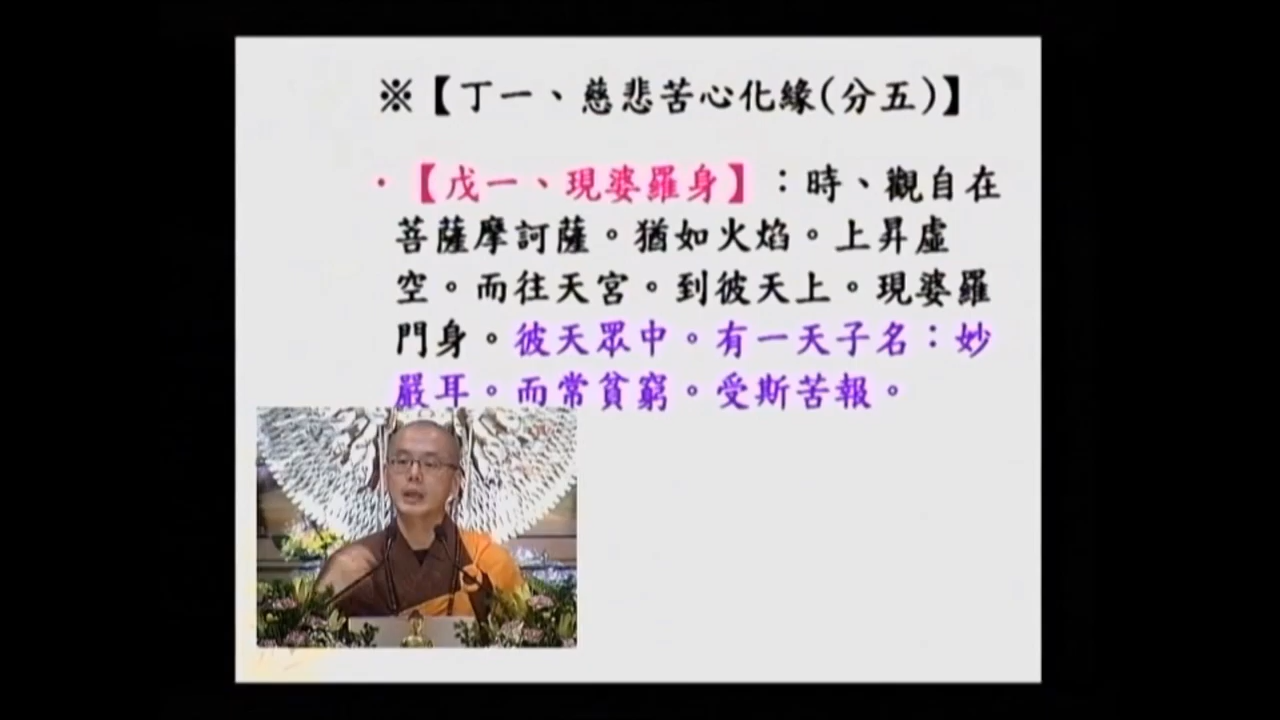 ※【丁一、慈悲苦心化緣(分五)】
·【戊一、現婆羅身】：時、觀自在
菩薩摩訶薩。猶如火焰。上昇虛
空。而往天宮。到彼天上。現婆羅
門身。彼天眾中。有一天子名：妙
嚴耳。而常貧窮。受斯苦報。